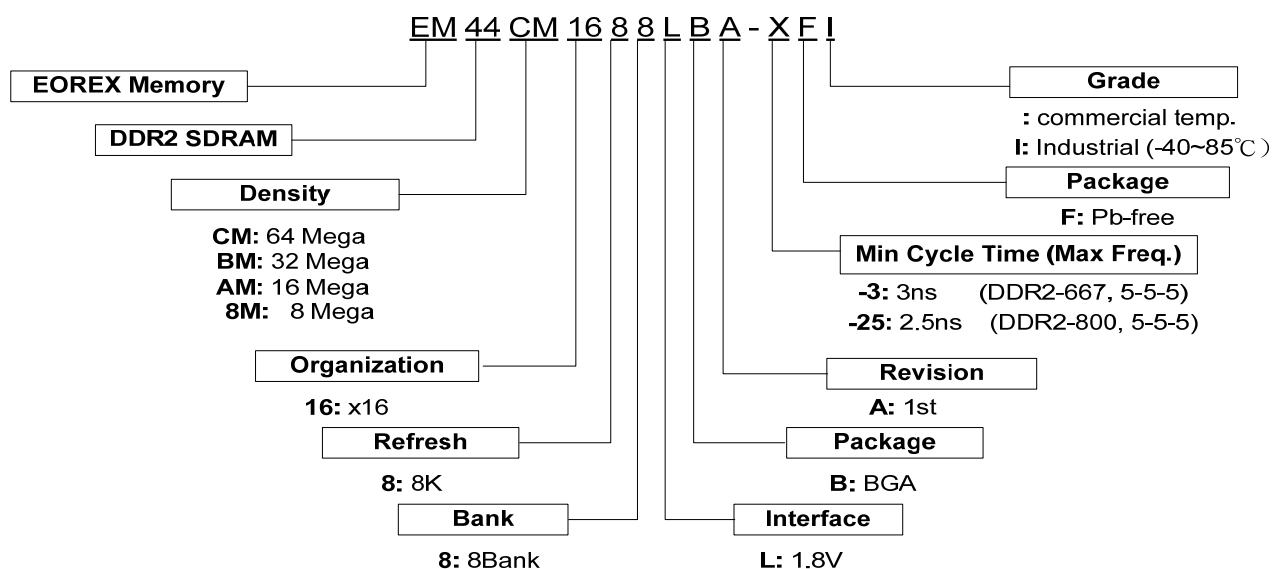 EM 44 CM 16 8 8 L B A - X F I
EOREX Memory
DDR2 SDRAM
Density
CM: 64 Mega
BM: 32 Mega
AM: 16 Mega
8M: 8 Mega
Organization
16: x16
Refresh
8: 8K
Bank
8: 8Bank
Grade
: commercial temp.
I: Industrial (-40~85℃)
Package
F: Pb-free
Min Cycle Time (Max Freq.)
-3: 3ns (DDR2-667, 5-5-5)
-25: 2.5ns (DDR2-800, 5-5-5)
Revision
A: 1st
Package
B: BGA
Interface
L: 1.8V